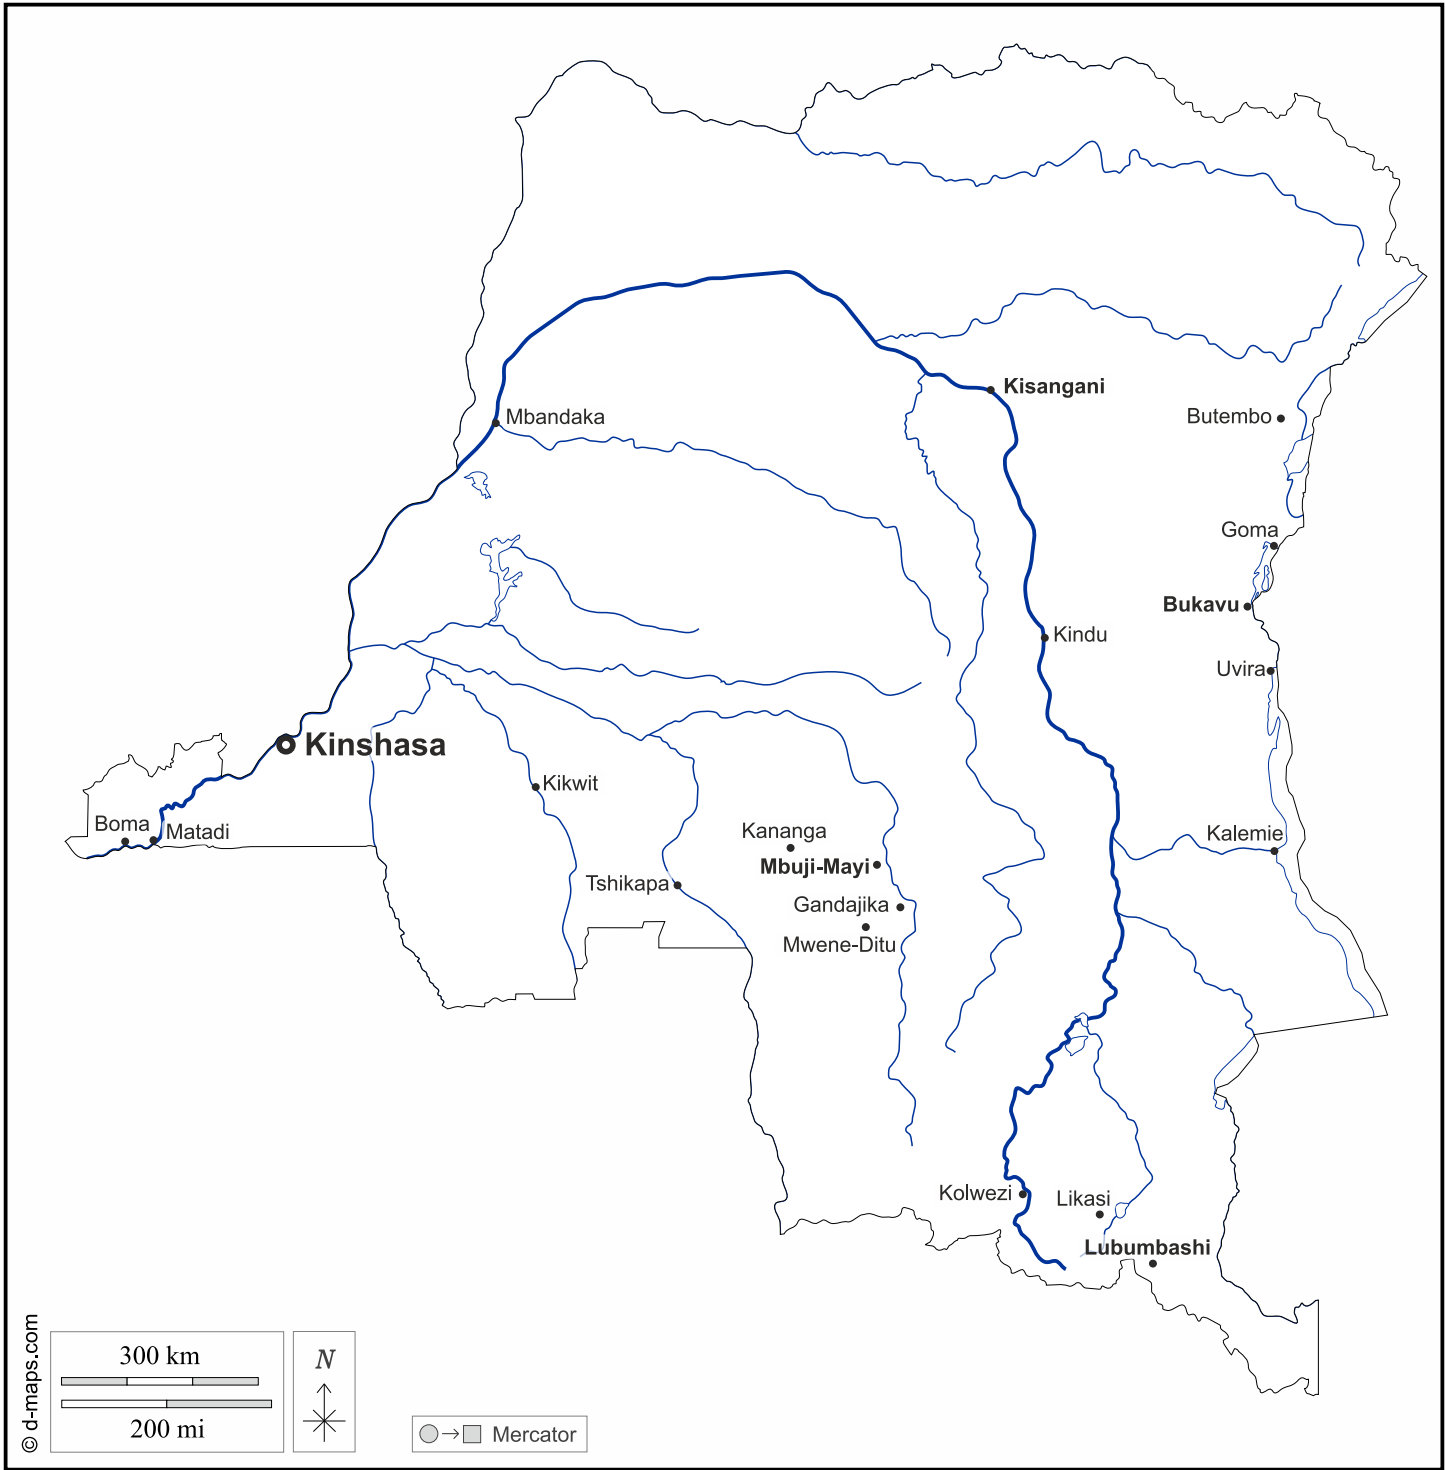 Kisangani
Mbandaka
Butembo
Goma
Bukavu
Kindu
Uvira
Kinshasa
Kikwit
Boma
Matadi
Kananga
Kalemie
Mbuji-Mayi
Tshikapa
Gandajika
Mwene-Ditu
Kolwezi
Likasi
Lubumbashi
© d-maps.com
300 km
200 mi
N
Mercator